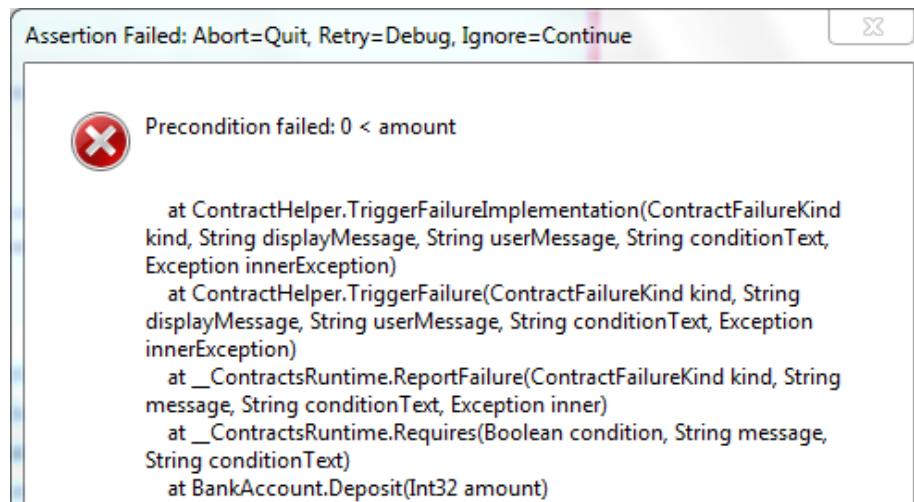 Assertion Failed: Abort=Quit, Retry=Debug, Ignore=Continue
Precondition failed: 0 < amount
at ContractHelper.TriggerFailureImplementation(ContractFailureKind
kind, String displayMessage, String userMessage, String conditionText,
Exception innerException)
at ContractHelper.TriggerFailure(ContractFailureKind kind, String
displayMessage, String userMessage, String conditionText, Exception
innerException)
at __ContractsRuntime.ReportFailure(ContractFailureKind kind, String
message, String conditionText, Exception inner)
at __ContractsRuntime.Requires(Boolean condition, String message,
String conditionText)
at BankAccount.Deposit(Int32 amount)